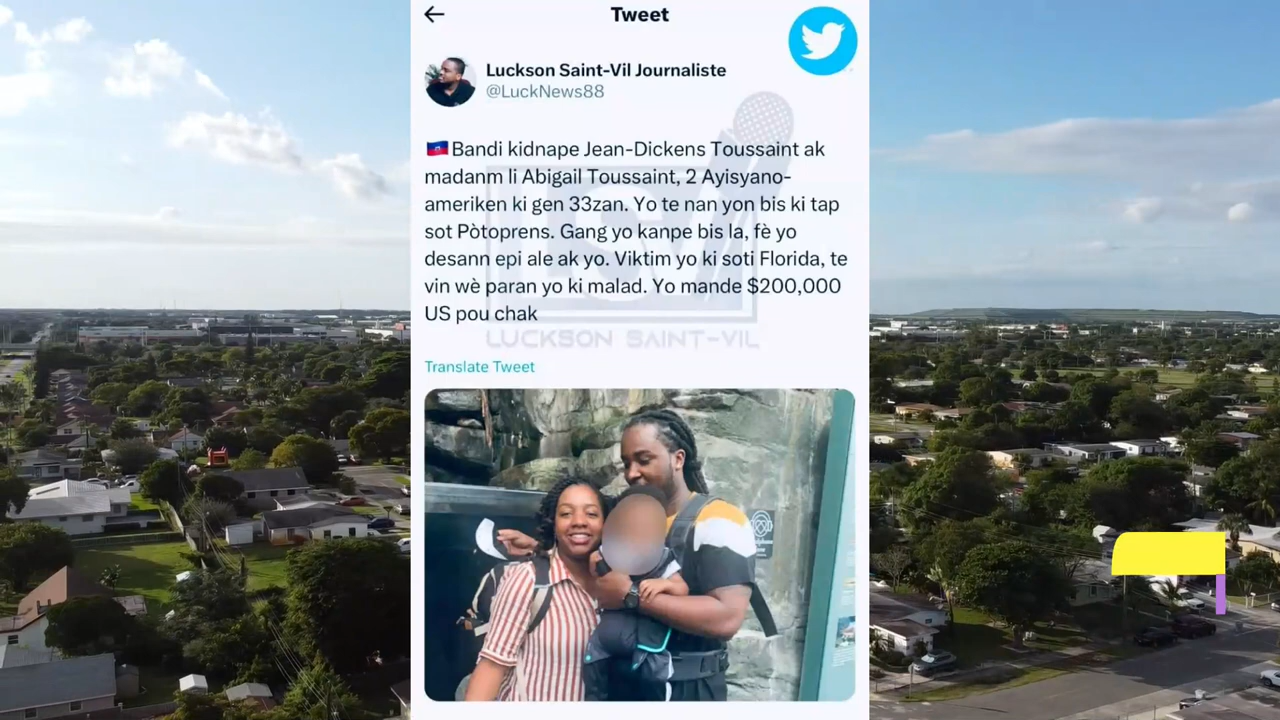 Tweet
Luckson Saint-Vil Journaliste
@LuckNews88
Bandi kidnape Jean-Dickens Toussaint ak
madanm li Abigail Toussaint, 2 Ayisyano-
ameriken ki gen 33zan. Yo te nan yon bis ki tap
sot Pòtoprens. Gang yo kanpe bis la, fè yo
desann epi ale ak yo. Viktim yo ki soti Florida, te
vin wè paran yo ki malad. Yo mande $200,000
US pou chak
LSV
LUCKSON SAINT-VIL
Translate Tweet